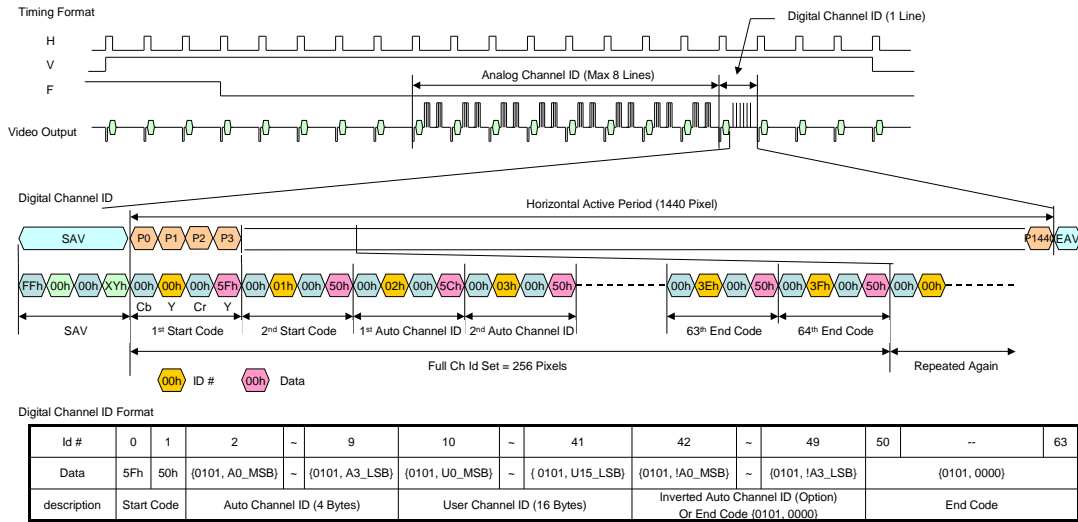 Timing Format
Digital Channel ID (1 Line)
H
V
Analog Channel ID (Max 8 Lines)
F
Video Output
Digital Channel ID
Horizontal Active Period (1440 Pixel)
SAV P0 P1 P2 P3 P1440 EAV
FFh 00h 00h XYh 00h 00h 00h 5Fh 00h 01h 00h 50h 00h 02h 00h 5Ch 00h 03h 00h 50h 00h 3Eh 00h 50h 00h 3Fh 00h 50h 00h 00h
Cb Y Cr Y
SAV 1st Start Code 2nd Start Code 1st Auto Channel ID 2nd Auto Channel ID 63th End Code 64th End Code
Full Ch Id Set = 256 Pixels Repeated Again
00h ID # 00h Data
Digital Channel ID Format
Id # 0 1 2 ~ 9 10 ~ 41 42 ~ 49 50 -- 63
Data 5Fh 50h {0101, A0_MSB} ~ {0101, A3_LSB} {0101, U0_MSB} ~ { 0101, U15_LSB} {0101, !A0_MSB} ~ {0101, !A3_LSB} {0101, 0000}
description Start Code Auto Channel ID (4 Bytes) User Channel ID (16 Bytes) Inverted Auto Channel ID (Option) End Code
Or End Code {0101, 0000}